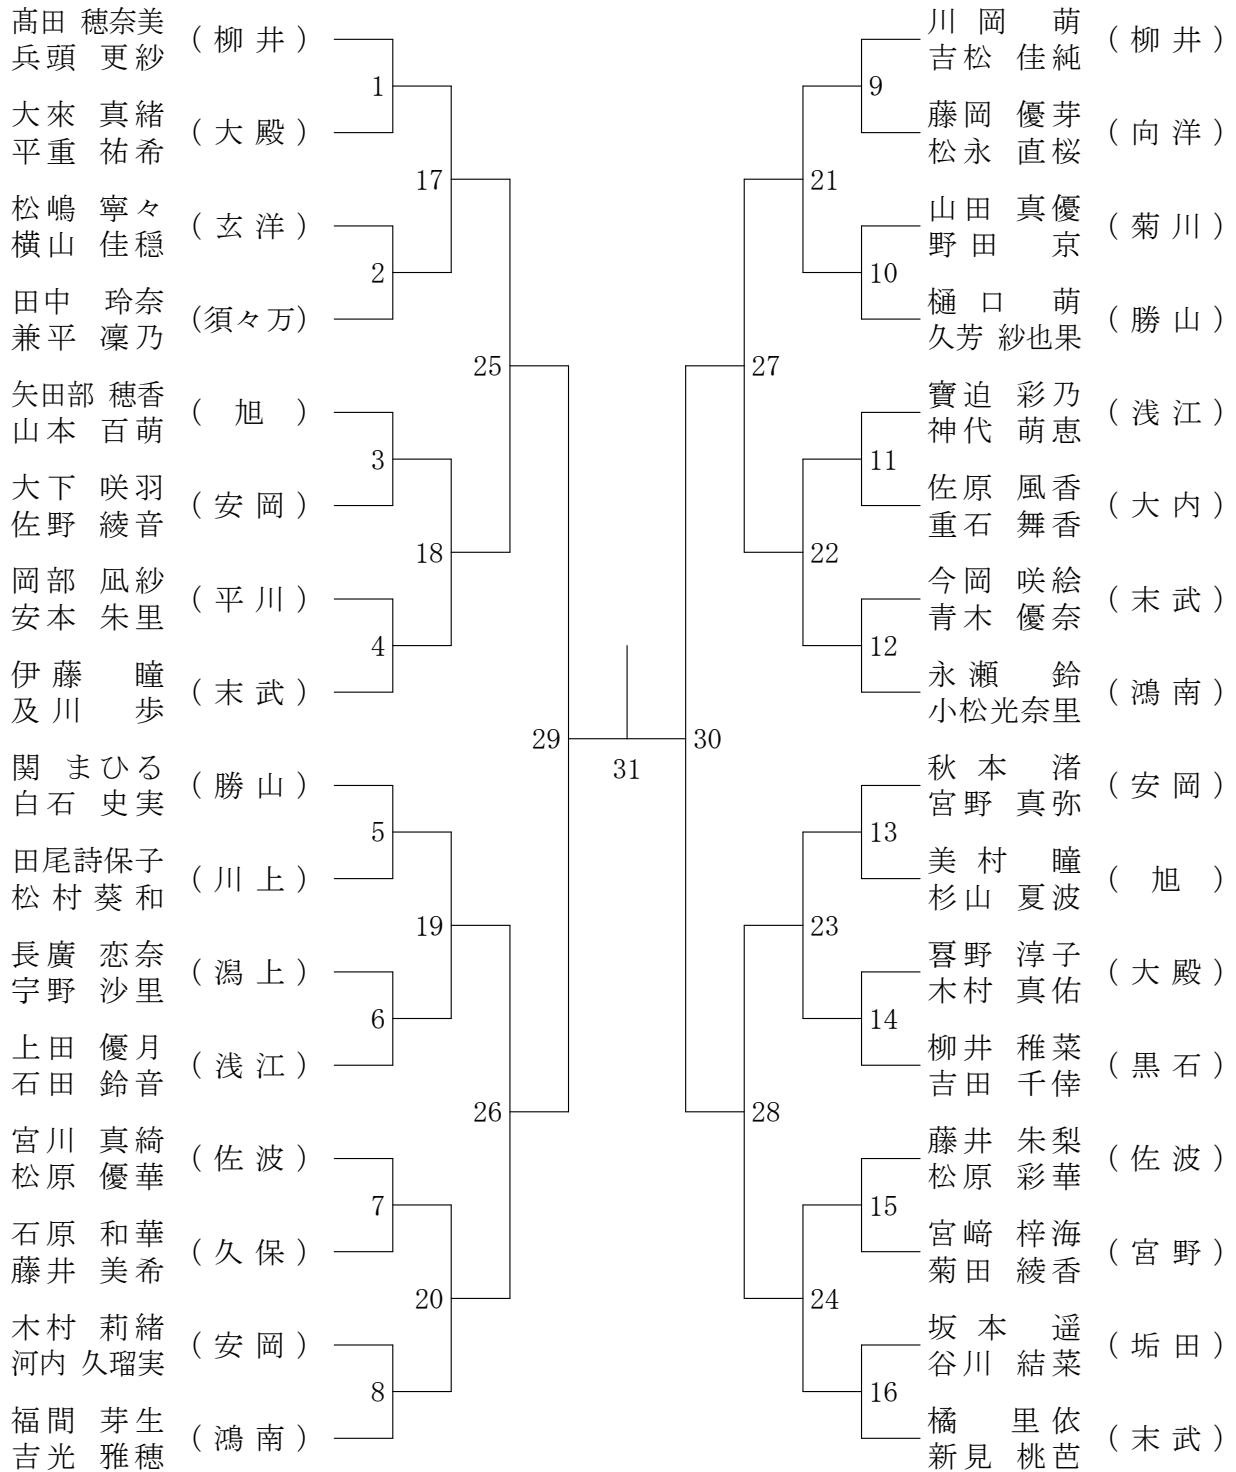 髙田 穂奈美
兵頭 更紗
(柳井)
1
大來 真緒
平重 祐希
(大殿)
17
松嶋 寧々
横山 佳穏
(玄洋)
2
田中 玲奈
兼平 凜乃
(須々万)
25
矢田部 穂香
山本 百萌
(旭)
3
大下 咲羽
佐野 綾音
(安岡)
18
岡部 凪紗
安本 朱里
(平川)
4
伊藤 瞳
及川 歩
(末武)
29
関 まひる
白石 史実
(勝山)
5
田尾詩保子
松村葵和
(川上)
19
長廣 恋奈
宇野 沙里
(潟上)
6
上田 優月
石田 鈴音
(浅江)
26
宮川 真綺
松原 優華
(佐波)
7
石原 和華
藤井 美希
(久保)
20
木村 莉緒
河内 久瑠実
(安岡)
8
福間 芽生
吉光 雅穂
(鴻南)
31
川岡 萌
吉松 佳純
(柳井)
9
藤岡 優芽
松永 直桜
(向洋)
21
山田 真優
野田 京
(菊川)
10
樋口 萌
久芳 紗也果
(勝山)
27
寶迫 彩乃
神代 萌恵
(浅江)
11
佐原 風香
重石 舞香
(大内)
22
今岡 咲絵
青木 優奈
(末武)
12
永瀬 鈴
小松光奈里
(鴻南)
30
秋本 渚
宮野 真弥
(安岡)
13
美村 瞳
杉山 夏波
(旭)
23
野 淳子
木村 真佑
(大殿)
14
柳井 稚菜
吉田 千倖
(黒石)
28
藤井 朱梨
松原 彩華
(佐波)
15
宮﨑 梓海
菊田 綾香
(宮野)
24
坂本 遥
谷川 結菜
(垢田)
16
橘 里依
新見 桃芭
(末武)